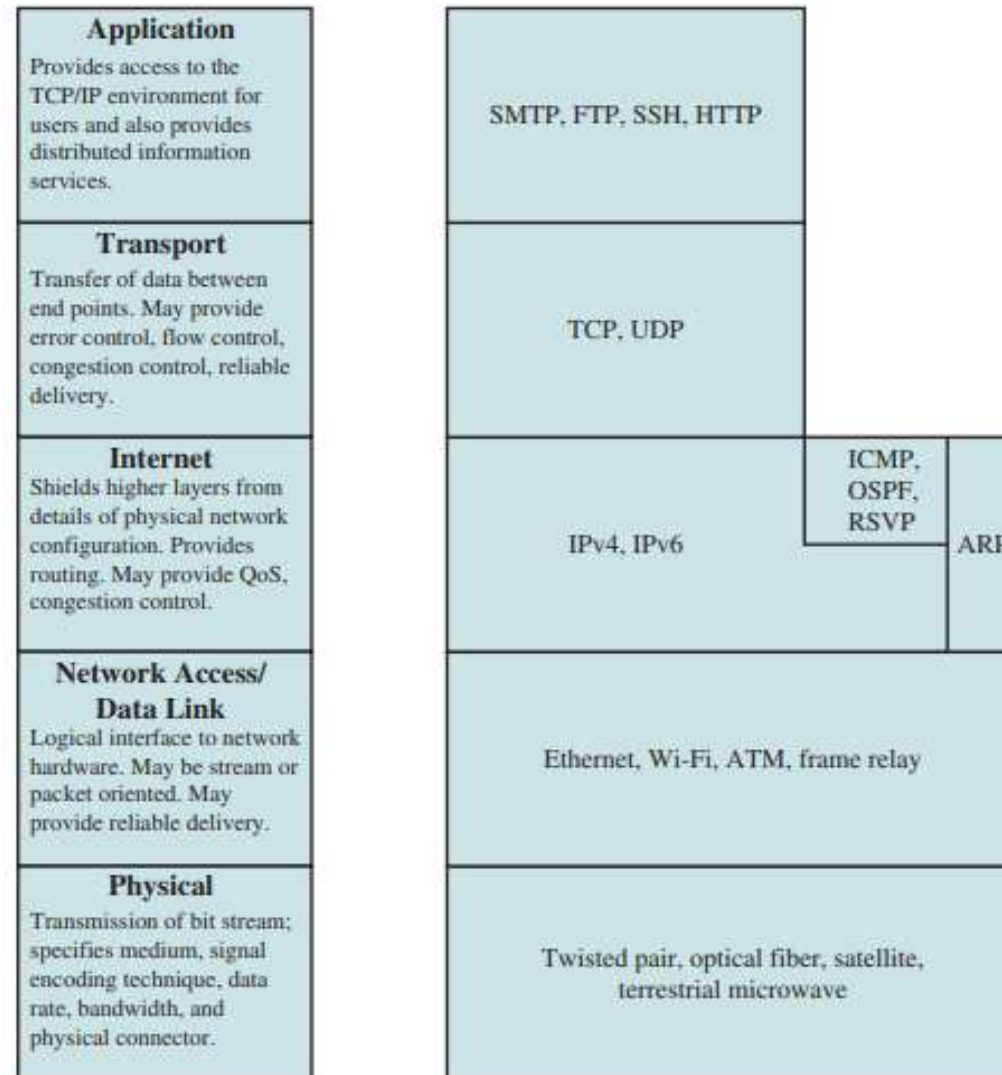 Application
Provides access to the
TCP/IP environment for
users and also provides
distributed information
services.
SMTP, FTP, SSH, HTTP
Transport
Transfer of data between
end points. May provide
error control, flow control,
congestion control, reliable
delivery.
TCP, UDP
Internet
Shields higher layers from
details of physical network
configuration. Provides
routing. May provide QoS,
congestion control.
IPv4, IPv6
ICMP,
OSPF,
RSVP
Network Access/
Data Link
Logical interface to network
hardware. May be stream or
packet oriented. May
provide reliable delivery.
Ethernet, Wi-Fi, ATM, frame relay
Physical
Transmission of bit stream;
specifies medium, signal
encoding technique, data
rate, bandwidth, and
physical connector.
Twisted pair, optical fiber, satellite,
terrestrial microwave